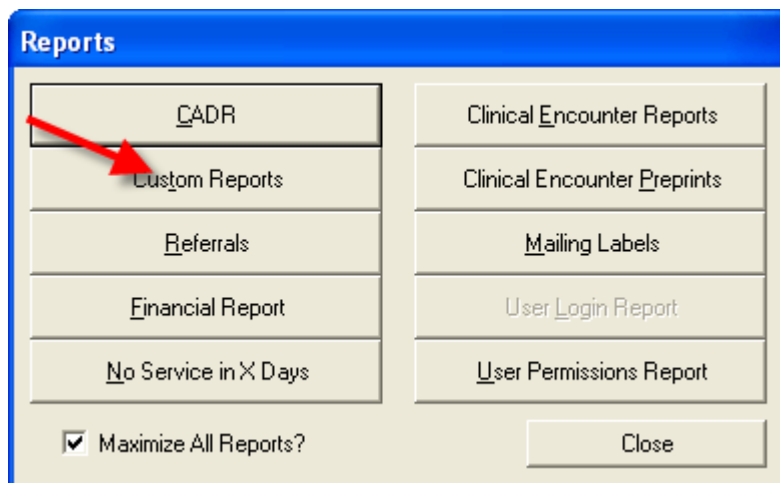 Reports
CADR
Clinical Encounter Reports
Custom Reports
Clinical Encounter Preprints
Referrals
Mailing Labels
Financial Report
User Login Report
No Service in X Days
User Permissions Report
Maximize All Reports?
Close